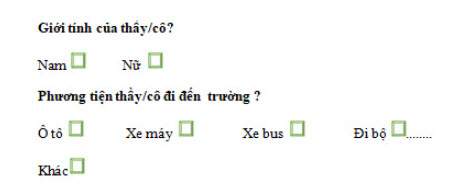 Giới tính của thầy/cô?
Nam □ Nữ □
Phương tiện thầy/cô đi đến trường ?
Ô tô □ Xe máy □ Xe bus □ Đi bộ □........
Khác □